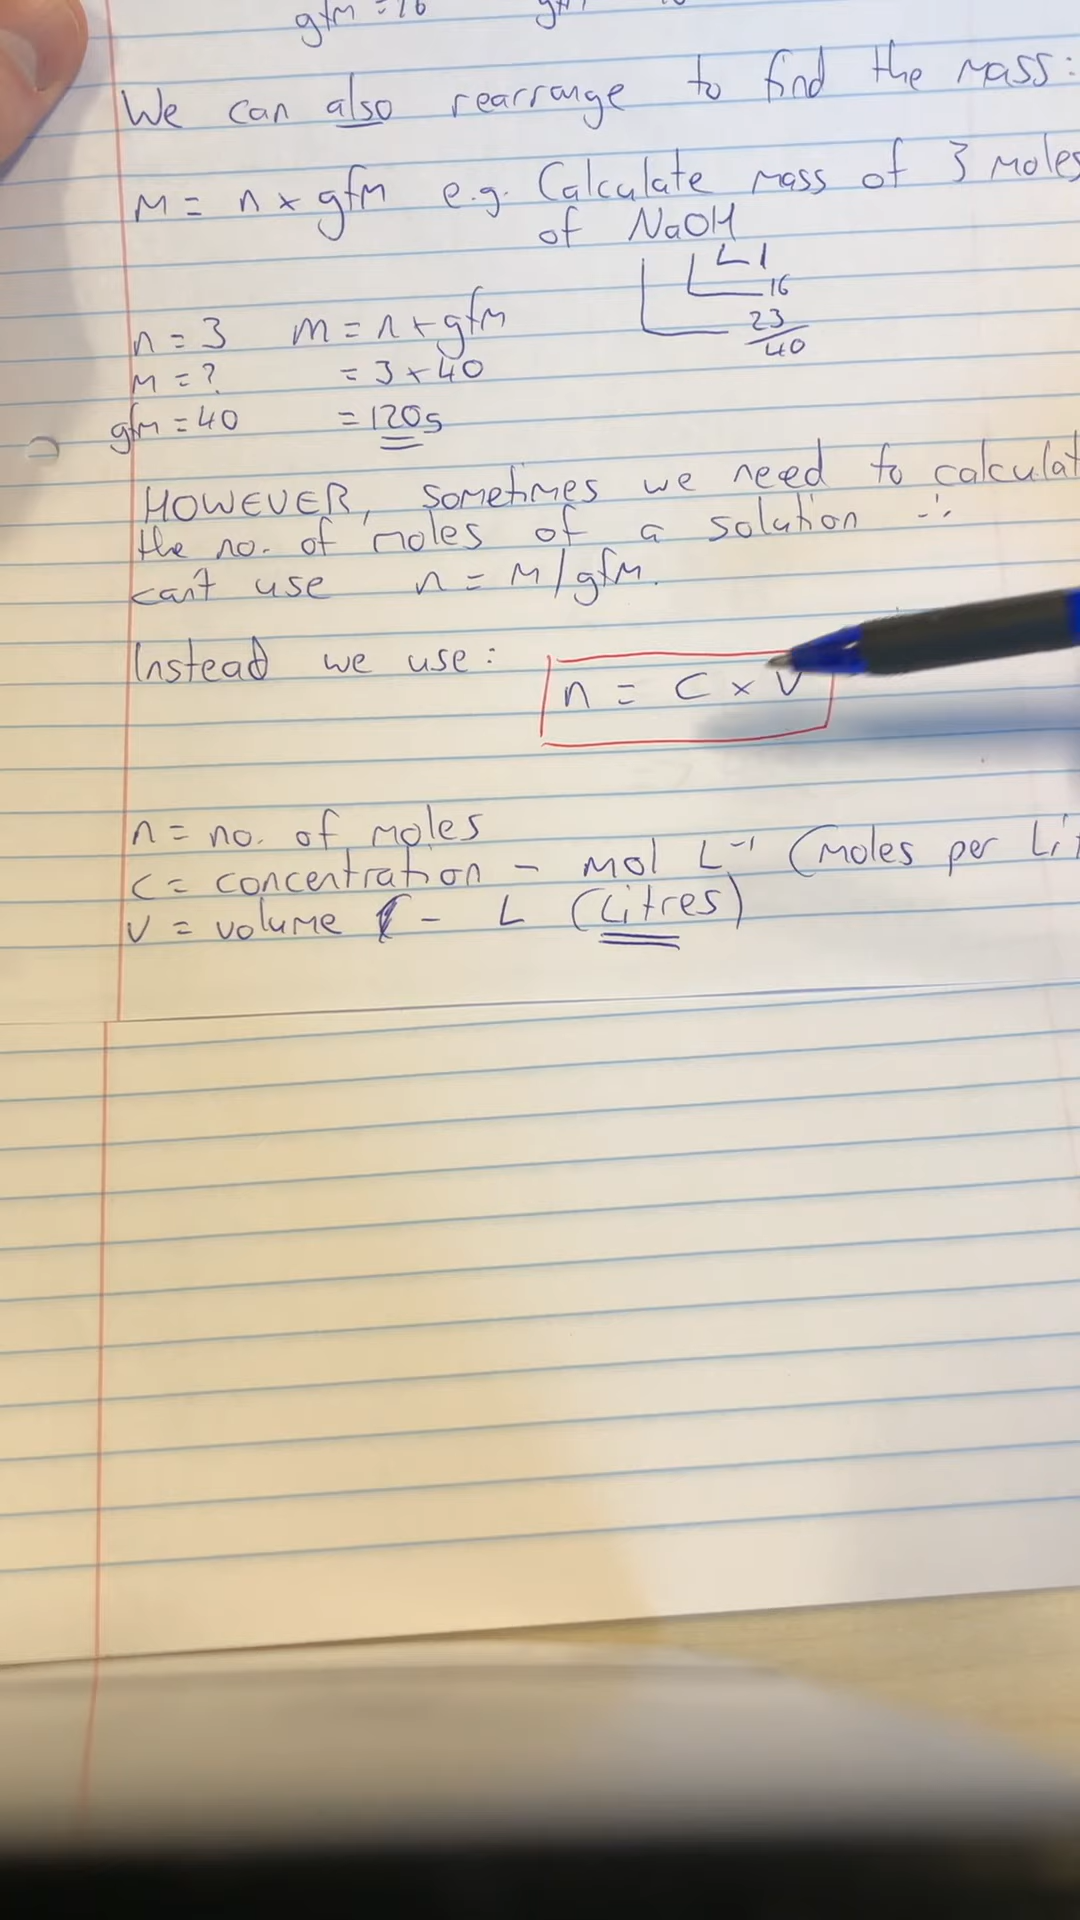 We can also rearrange to find the mass:
M = n x gfm e.g. Calculate mass of 3 moles
of NaOH
1
16
n = 3 m = n x gfm
23
40
M = ? = 3 x 40
gfm = 40 = 120g
HOWEVER, sometimes we need to calculat
the no. of moles of a solution ∴
can't use n = M/gfm.
Instead we use:
n = C x V
n = no. of moles
C = concentration - mol L⁻¹ (moles per Lit
V = volume - L (Litres)